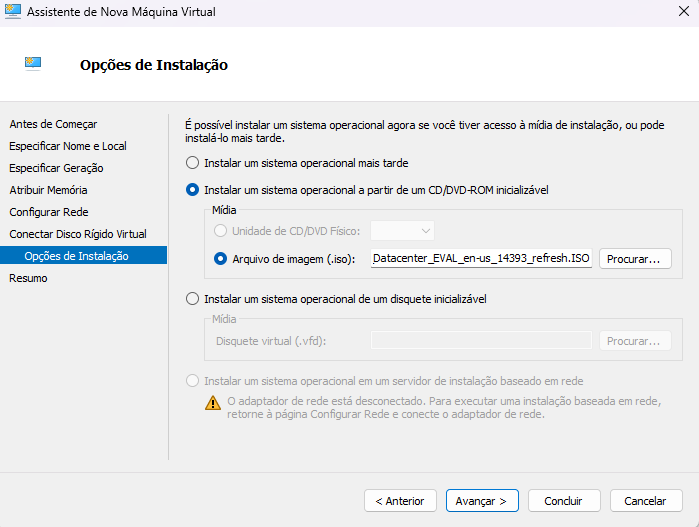 Assistente de Nova Máquina Virtual
Opções de Instalação
Antes de Começar
Especificar Nome e Local
Especificar Geração
Atribuir Memória
Configurar Rede
Conectar Disco Rígido Virtual
Opções de Instalação
Resumo
É possível instalar um sistema operacional agora se você tiver acesso à mídia de instalação, ou pode
instalá-lo mais tarde.
Instalar um sistema operacional mais tarde
Instalar um sistema operacional a partir de um CD/DVD-ROM inicializável
Mídia
Unidade de CD/DVD Físico:
Arquivo de imagem (.iso): Datacenter_EVAL_en-us_14393_refresh.ISO Procurar...
Instalar um sistema operacional de um disquete inicializável
Mídia
Disquete virtual (.vfd): Procurar...
Instalar um sistema operacional em um servidor de instalação baseado em rede
O adaptador de rede está desconectado. Para executar uma instalação baseada em rede,
retorne à página Configurar Rede e conecte o adaptador de rede.
< Anterior Avançar > Concluir Cancelar